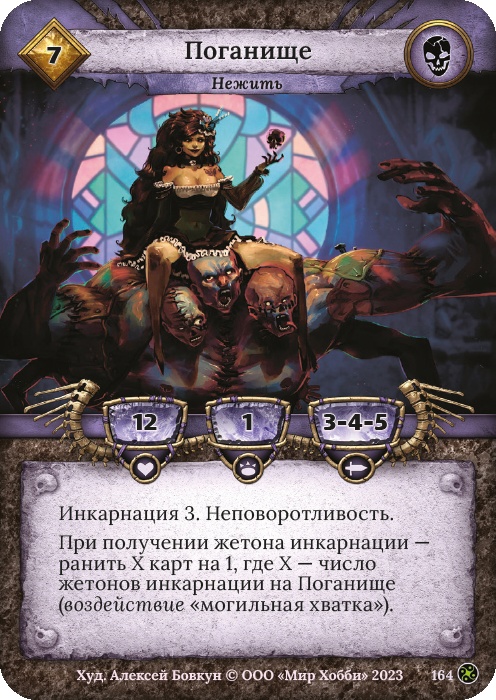 7
Поганище
Нежить
12
1
3-4-5
Инкарнация 3. Неповоротливость.
При получении жетона инкарнации —
ранить X карт на 1, где X — число
жетонов инкарнации на Поганище
(воздействие «могильная хватка»).
Худ. Алексей Бовкун © ООО «Мир Хобби» 2023
164